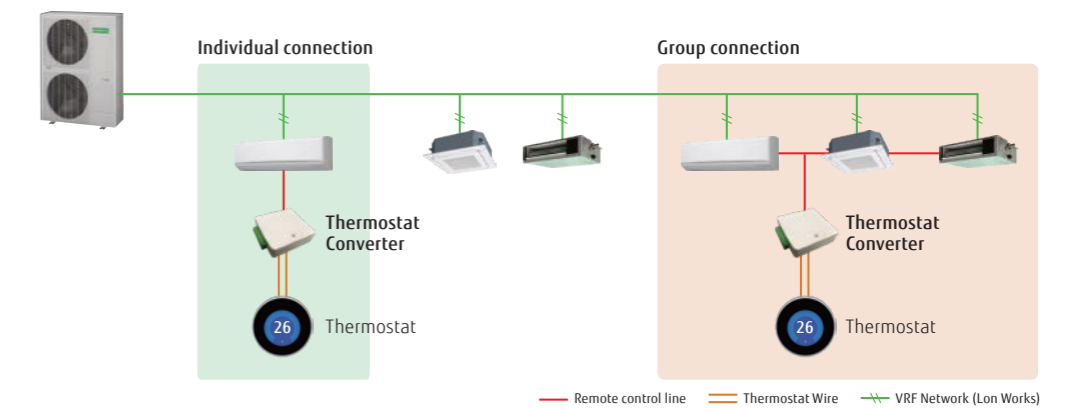 Individual connection
Group connection
Thermostat
Converter
Thermostat
Converter
26
Thermostat
26
Thermostat
Remote control line
Thermostat Wire
VRF Network (Lon Works)